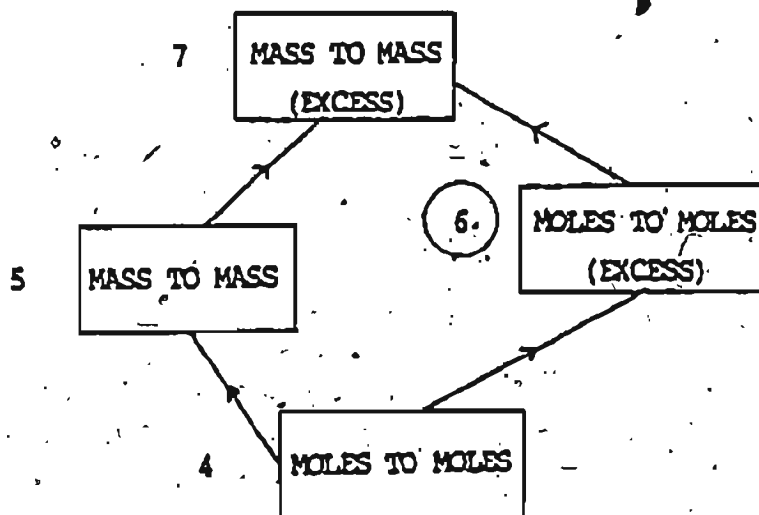 7
MASS TO MASS
(EXCESS)
6.
MOLES TO MOLES
(EXCESS)
5
MASS TO MASS
4
MOLES TO MOLES